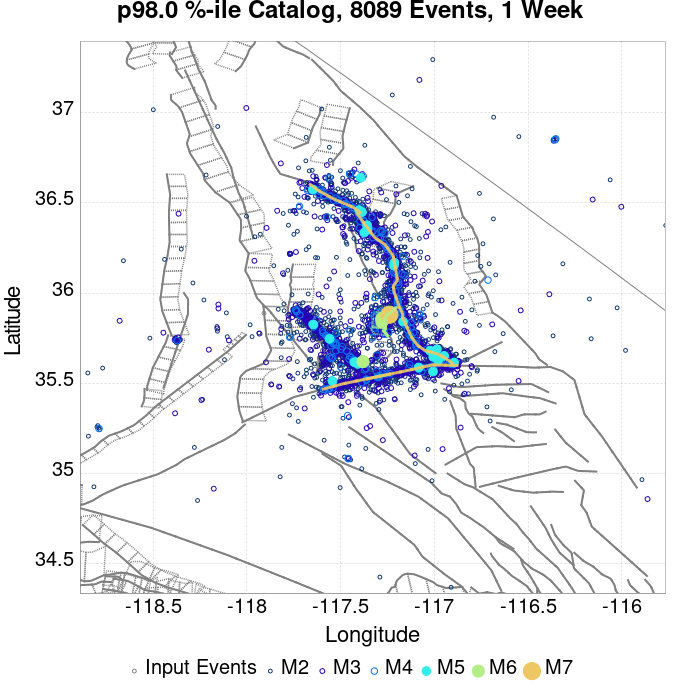 p98.0 %-ile Catalog, 8089 Events, 1 Week
37
36.5
36
35.5
35
34.5
Latitude
-118.5 -118 -117.5 -117 -116.5 -116
Longitude
Input Events M2 M3 M4 M5 M6 M7